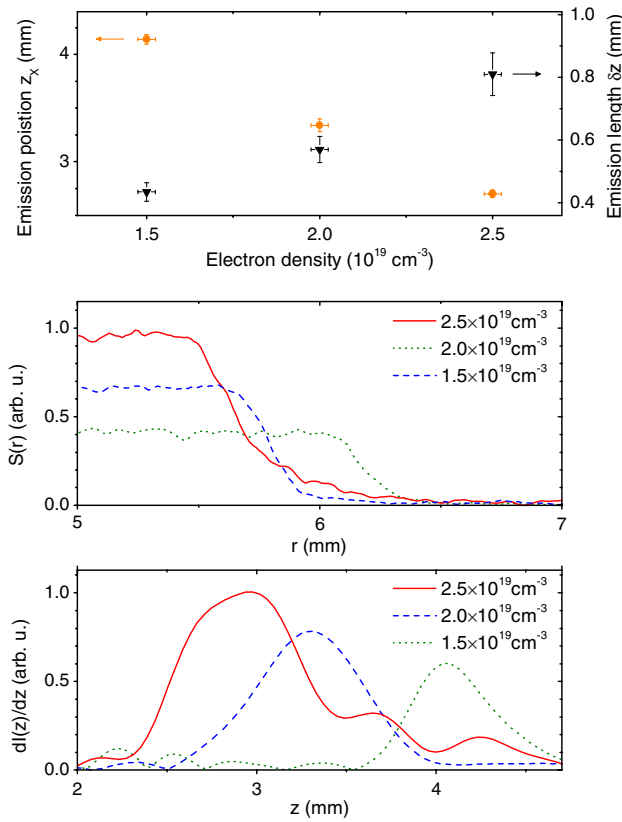 Emission poistion zχ (mm)
Emission length δz (mm)
4
3
0.4
0.6
0.8
1.0
1.5
2.0
2.5
Electron density (10^19 cm^-3)
S(r) (arb. u.)
1.0
0.5
0.0
2.5×10^19cm^-3
2.0×10^19cm^-3
1.5×10^19cm^-3
5
6
7
r (mm)
dI(z)/dz (arb. u.)
1.0
0.5
0.0
2.5×10^19cm^-3
2.0×10^19cm^-3
1.5×10^19cm^-3
2
3
4
z (mm)